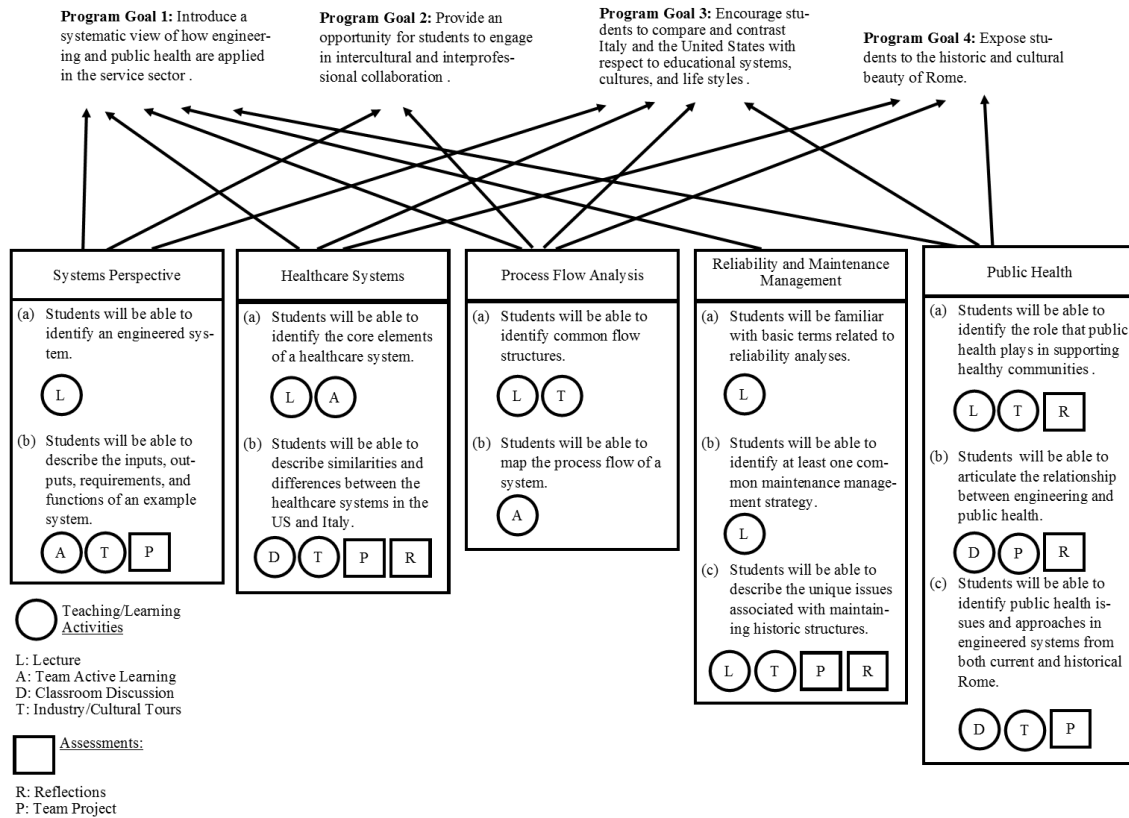 Program Goal 1: Introduce a
systematic view of how engineer-
ing and public health are applied
in the service sector .
Program Goal 2: Provide an
opportunity for students to engage
in intercultural and interprofes-
sional collaboration .
Program Goal 3: Encourage stu-
dents to compare and contrast
Italy and the United States with
respect to educational systems,
cultures, and life styles .
Program Goal 4: Expose stu-
dents to the historic and cultural
beauty of Rome.
Systems Perspective
(a) Students will be able to
identify an engineered sys-
tem.
L
(b) Students will be able to
describe the inputs, out-
puts, requirements, and
functions of an example
system.
A T P
Healthcare Systems
(a) Students will be able to
identify the core elements
of a healthcare system.
L A
(b) Students will be able to
describe similarities and
differences between the
healthcare systems in the
US and Italy .
D T P R
Process Flow Analysis
(a) Students will be able to
identify common flow
structures.
L T
(b) Students will be able to
map the process flow of a
system.
A
Reliability and Maintenance
Management
(a) Students will be familiar
with basic terms related to
reliability analyses.
L
(b) Students will be able to
identify at least one com-
mon maintenance manage-
ment strategy.
L
(c) Students will be able to
describe the unique issues
associated with maintain-
ing historic structures.
L T P R
Public Health
(a) Students will be able to
identify the role that public
health plays in supporting
healthy communities .
L T R
(b) Students will be able to
articulate the relationship
between engineering and
public health.
D P R
(c) Students will be able to
identify public health is-
sues and approaches in
engineered systems from
both current and historical
Rome.
D T P
Teaching/Learning
Activities
L: Lecture
A: Team Active Learning
D: Classroom Discussion
T: Industry/Cultural Tours
Assessments:
R: Reflections
P: Team Project